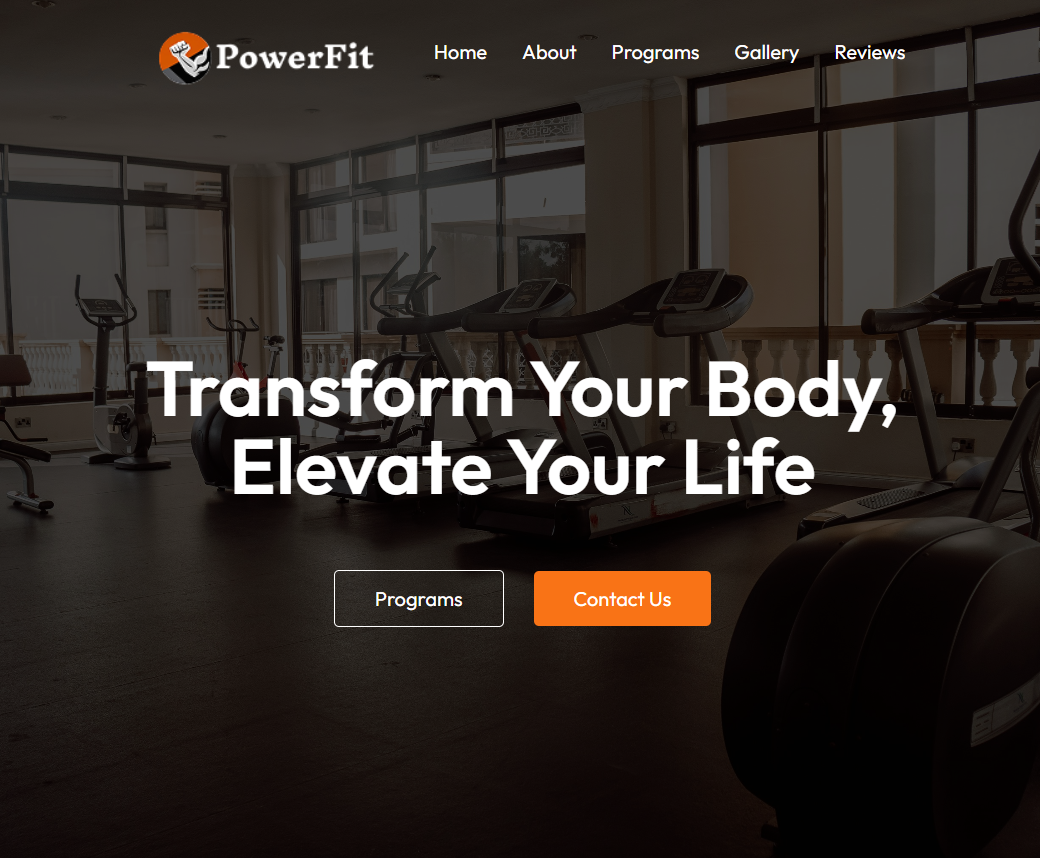 PowerFit
Home About Programs Gallery Reviews
Transform Your Body,
Elevate Your Life
Programs Contact Us